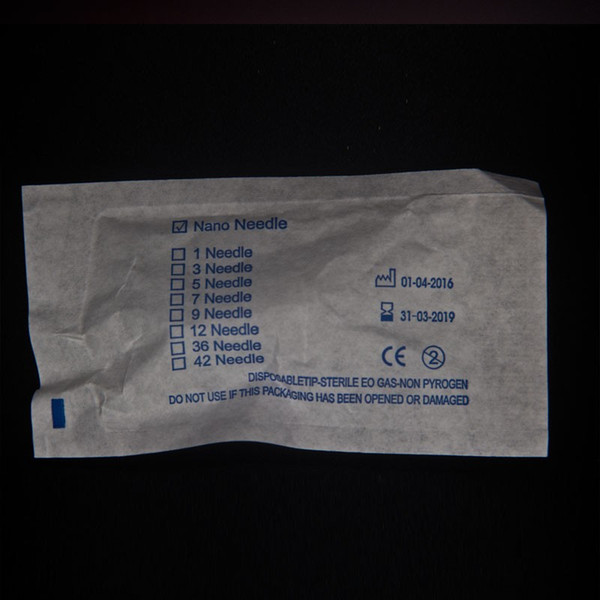 Nano Needle
1 Needle
3 Needle
5 Needle
7 Needle
9 Needle
12 Needle
36 Needle
42 Needle
01-04-2016
31-03-2019
CE 2
DISPOSABLETIP-STERILE EO GAS-NON PYROGEN
DO NOT USE IF THIS PACKAGING HAS BEEN OPENED OR DAMAGED